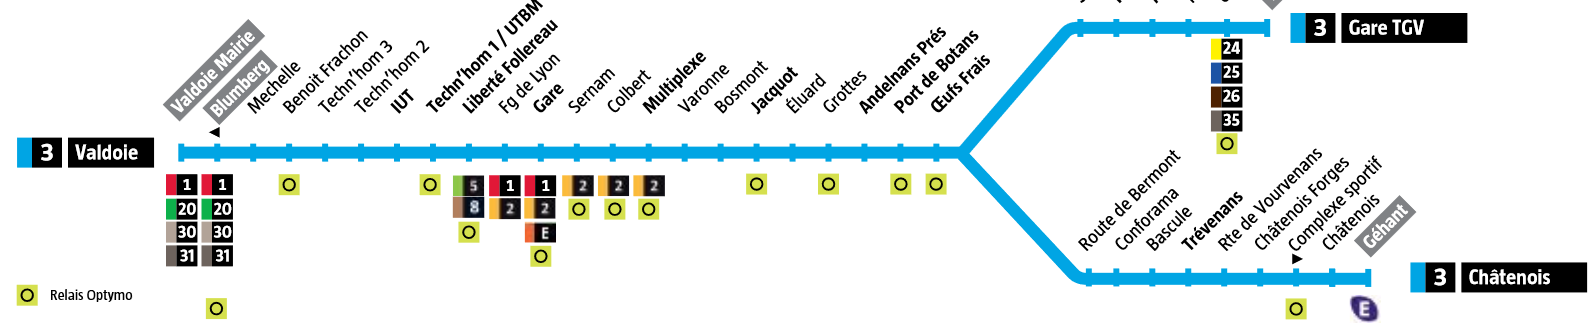 3 Gare TGV
24
25
26
35
Valdoie Mairie
Blumberg
Mechelle
Benoit Frachon
Techn'hom 3
Techn'hom 2
IUT
Techn'hom 1 / UTBM
Liberté Follereau
Fg de Lyon
Gare
Sernam
Colbert
Multiplexe
Varonne
Bosmont
Jacquot
Éluard
Grottes
Andelnans Prés
Port de Botans
Œufs Frais
3 Valdoie
1 1 5 1 1 2 2 2
20 20 8 2 2
30 30 E
31 31
Route de Bermont
Conforama
Bascule
Trévenans
Rte de Vourvenans
Châtenois Forges
Complexe sportif
Châtenois
Géhant
3 Châtenois
E
Relais Optymo